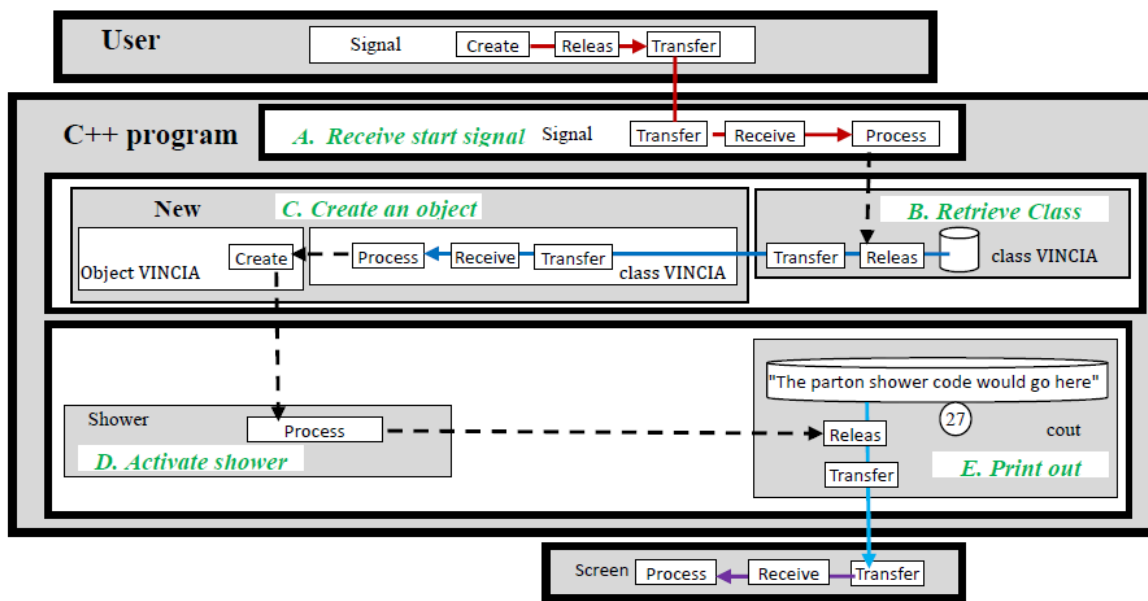 User
Signal Create Releas Transfer
C++ program
A. Receive start signal Signal Transfer Receive Process
New C. Create an object
B. Retrieve Class
Object VINCIA Create Process Receive Transfer class VINCIA
Transfer Releas class VINCIA
"The parton shower code would go here"
27
Shower Process
Releas cout
D. Activate shower
Transfer E. Print out
Screen Process Receive Transfer